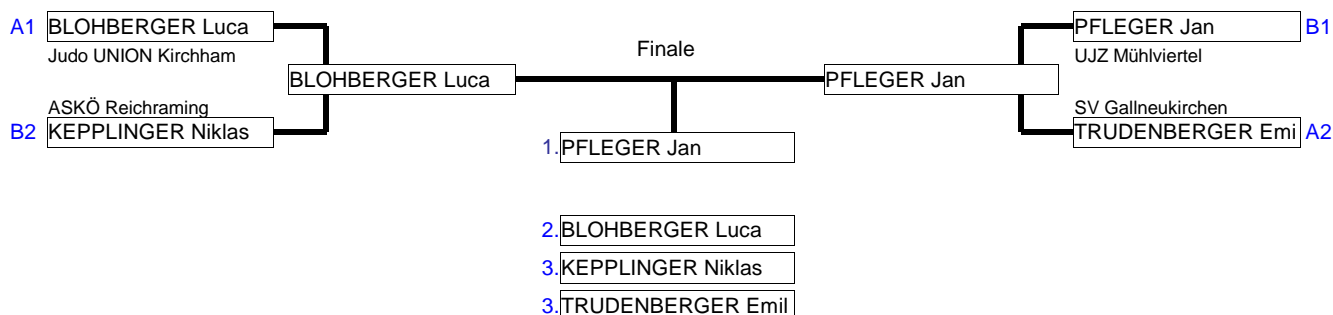 A1 BLOHBERGER Luca
Judo UNION Kirchham
BLOHBERGER Luca
ASKÖ Reichraming
B2 KEPPLINGER Niklas
Finale
PFLEGER Jan B1
UJZ Mühlviertel
PFLEGER Jan
SV Gallneukirchen
TRUDENBERGER Emi A2
1. PFLEGER Jan
2. BLOHBERGER Luca
3. KEPPLINGER Niklas
3. TRUDENBERGER Emil